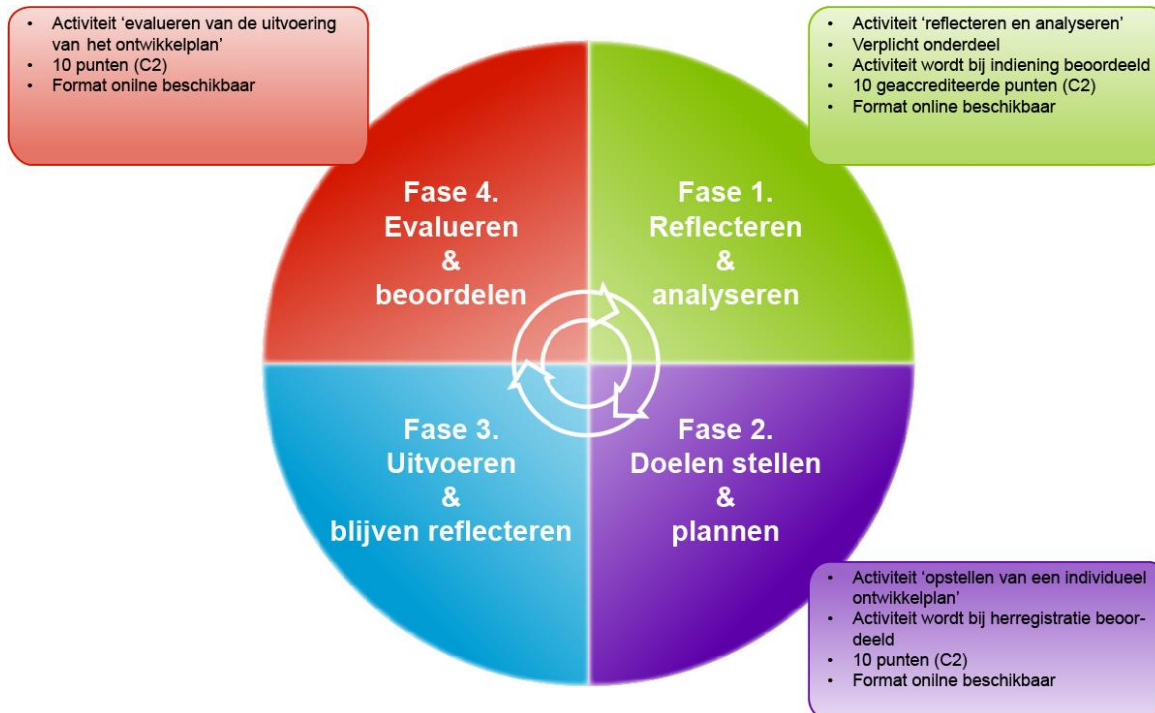 • Activiteit ‘evalueren van de uitvoering
van het ontwikkelplan’
• 10 punten (C2)
• Format onilne beschikbaar
• Activiteit ‘reflecteren en analyseren’
• Verplicht onderdeel
• Activiteit wordt bij indiening beoordeeld
• 10 geaccrediteerde punten (C2)
• Format online beschikbaar
Fase 4.
Evalueren
&
beoordelen
Fase 1.
Reflecteren
&
analyseren
Fase 3.
Uitvoeren
&
blijven reflecteren
Fase 2.
Doelen stellen
&
plannen
• Activiteit ‘opstellen van een individueel
ontwikkelplan’
• Activiteit wordt bij herregistratie beoor-
deeld
• 10 punten (C2)
• Format onilne beschikbaar